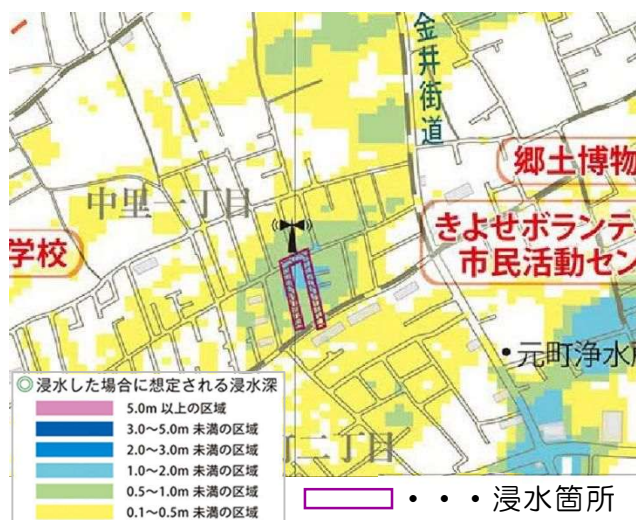 金井街道
郷土博物
中里一丁目
きよせボランテ
市民活動セン
学校
・元町浄水
◎浸水した場合に想定される浸水深
5.0m 以上の区域
3.0～5.0m 未満の区域
2.0～3.0m 未満の区域
1.0～2.0m 未満の区域
0.5～1.0m 未満の区域
0.1～0.5m 未満の区域
二丁目
・・・浸水箇所